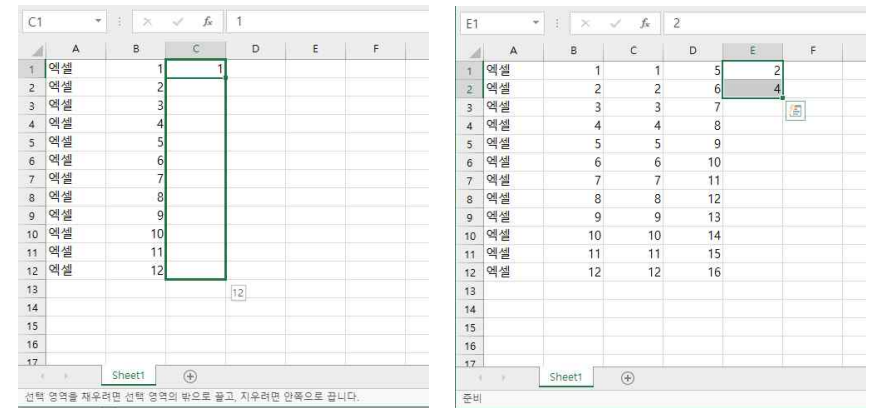 C1 fx 1
A B C D E F
1 엑셀 1 1
2 엑셀 2
3 엑셀 3
4 엑셀 4
5 엑셀 5
6 엑셀 6
7 엑셀 7
8 엑셀 8
9 엑셀 9
10 엑셀 10
11 엑셀 11
12 엑셀 12
13 12
14
15
16
17
Sheet1
선택 영역을 채우려면 선택 영역의 밖으로 끌고, 지우려면 안쪽으로 끕니다.
E1 fx 2
A B C D E F
1 엑셀 1 1 5 2
2 엑셀 2 2 6 4
3 엑셀 3 3 7
4 엑셀 4 4 8
5 엑셀 5 5 9
6 엑셀 6 6 10
7 엑셀 7 7 11
8 엑셀 8 8 12
9 엑셀 9 9 13
10 엑셀 10 10 14
11 엑셀 11 11 15
12 엑셀 12 12 16
13
14
15
16
17
Sheet1
준비